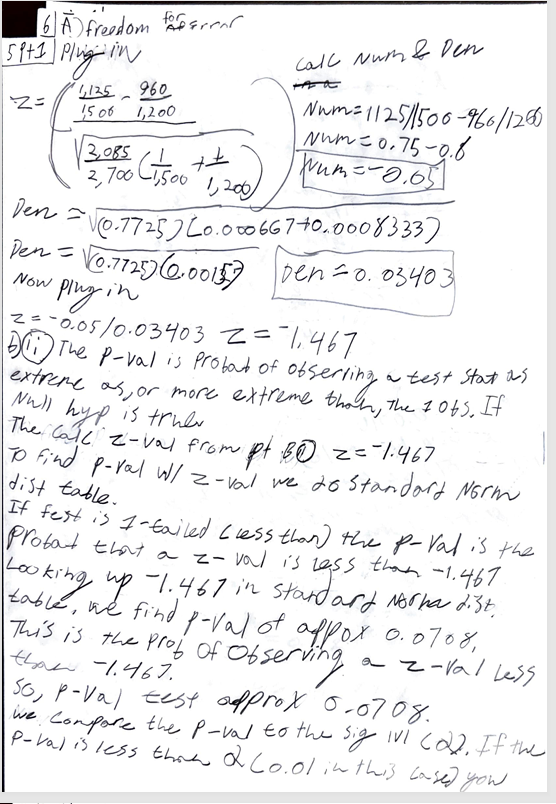 6 A) freedom for error
5 pt 1 plug in
Z = (1,125/1500 - 960/1,200 / √3,085/2,700 (1/1,500 + 1/1,200))
Calc Num & Den
Num = 1125/1500 - 960/1200
Num = 0.75 - 0.8
Num = -0.05
Den = √(0.7725)(0.000667+0.0008333)
Den = √(0.7725)(0.0015)
Den = 0.03403
Now plug in
Z = -0.05/0.03403 Z = -1.467
b) ii The P-val is Probab of observing a test stat as
extreme as, or more extreme than, the 1 obs. If
Null hyp is true.
The Calc z-val from pt B i z = -1.467
To find p-val w/ z-val we do Standard Norm
dist table.
If test is 1-tailed (less than) the p-val is the
probab that a z-val is less than -1.467
Looking up -1.467 in standard Norma dist.
table, we find p-val of appox 0.0708,
This is the prob of Observing a z-val less
than -1.467.
So, p-val test approx 0.0708.
We compare the p-val to the sig lvl (α). If the
p-val is less than α (0.01 in this case) you